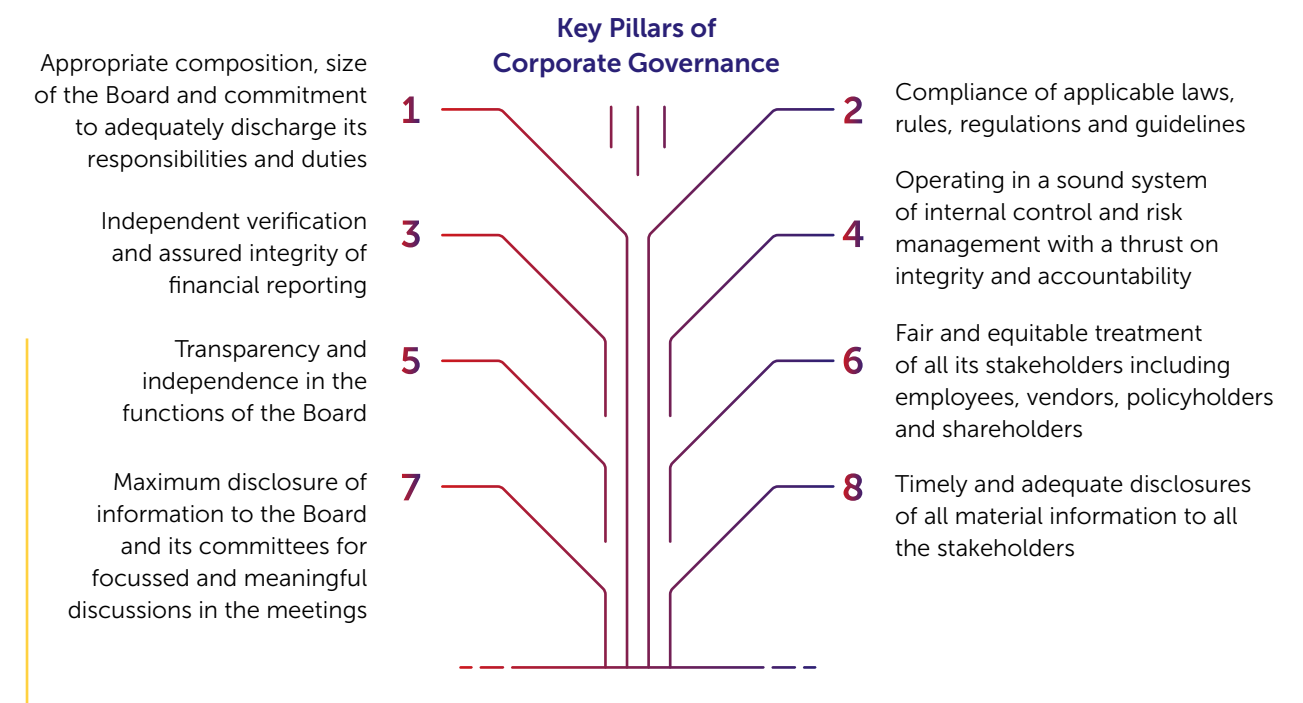 Key Pillars of
Corporate Governance
1
Appropriate composition, size
of the Board and commitment
to adequately discharge its
responsibilities and duties
2
Compliance of applicable laws,
rules, regulations and guidelines
3
Independent verification
and assured integrity of
financial reporting
4
Operating in a sound system
of internal control and risk
management with a thrust on
integrity and accountability
5
Transparency and
independence in the
functions of the Board
6
Fair and equitable treatment
of all its stakeholders including
employees, vendors, policyholders
and shareholders
7
Maximum disclosure of
information to the Board
and its committees for
focussed and meaningful
discussions in the meetings
8
Timely and adequate disclosures
of all material information to all
the stakeholders